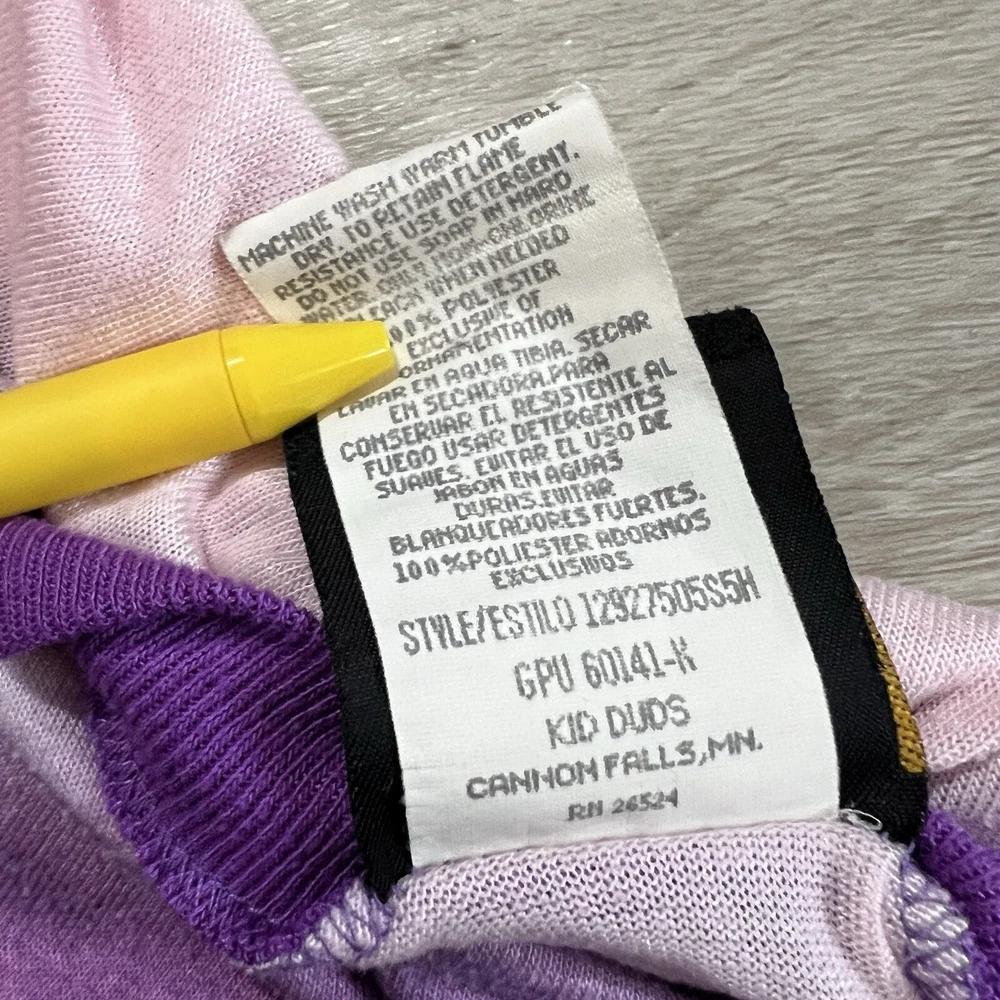 MACHINE WASH WARM TUMBLE
DRY. TO RETAIN FLAME
RESISTANCE USE DETERGENT.
DO NOT USE SOAP IN HARD
WATER. ONLY NON-CHLORINE
BLEACH WHEN NEEDED
100% POLYESTER
EXCLUSIVE OF
ORNAMENTATION
LAVAR EN AGUA TIBIA. SECAR
EN SECADORA.PARA
CONSERVAR EL RESISTENTE AL
FUEGO USAR DETERGENTES
SUAVES. EVITAR EL USO DE
JABON EN AGUAS
DURAS.EVITAR
BLANQUEADORES FUERTES.
100%POLIESTER ADORNOS
EXCLUSIVOS
STYLE/ESTILO 12927505S5H
GPU 60141-K
KID DUDS
CANNON FALLS,MN.
RN 26524